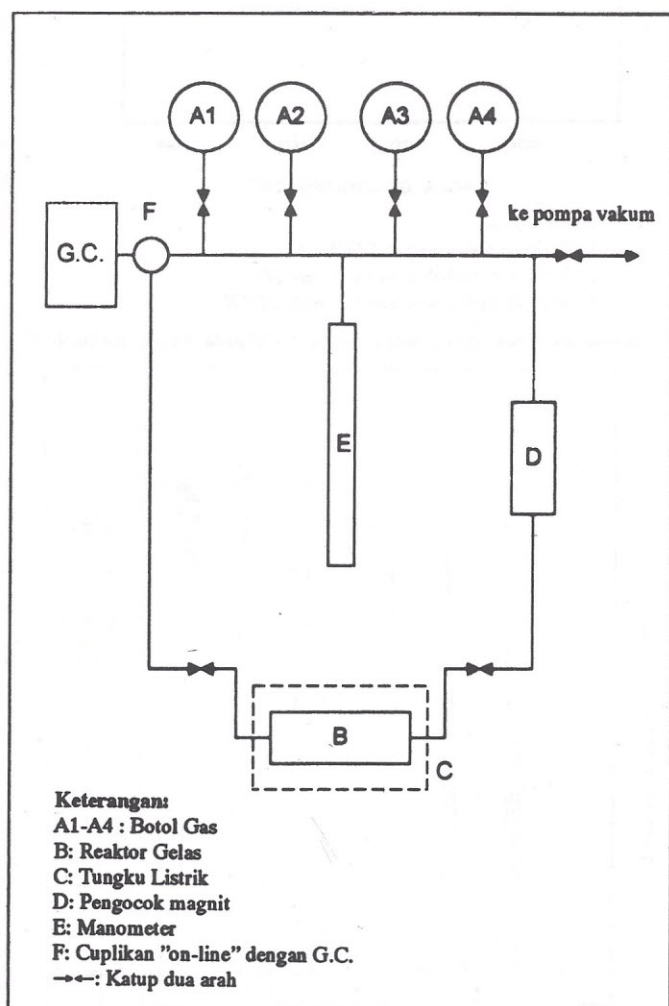 A1 A2 A3 A4
F
ke pompa vakum
G.C.
E
D
B
C
Keterangan:
A1-A4 : Botol Gas
B: Reaktor Gelas
C: Tungku Listrik
D: Pengocok magnit
E: Manometer
F: Cuplikan "on-line" dengan G.C.
→←: Katup dua arah